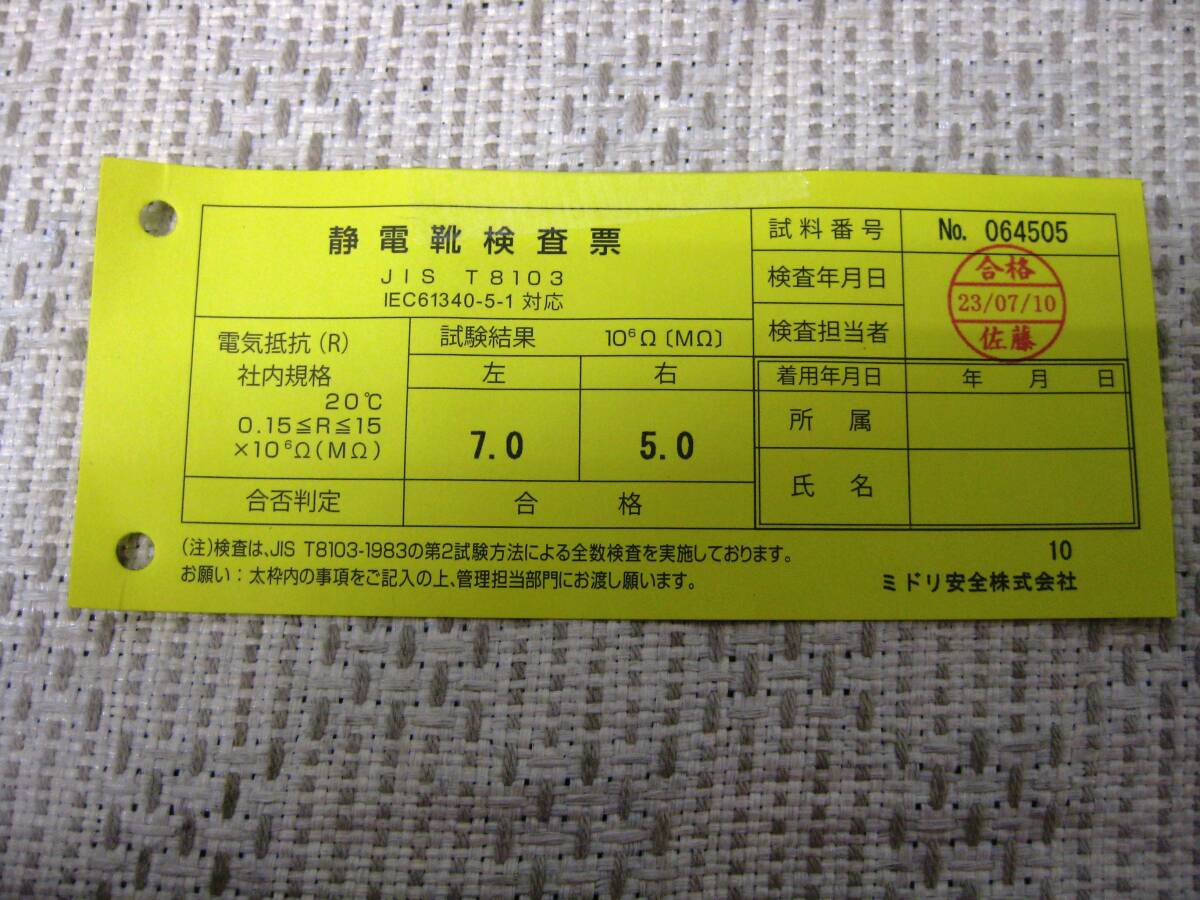 静電靴検査票
JIS T8103
IEC61340-5-1 対応
試料番号 No. 064505
検査年月日
検査担当者
合格
23/07/10
佐藤
電気抵抗(R)
社内規格
20℃
0.15≦R≦15
×10⁶Ω(MΩ)
試験結果 10⁶Ω〔MΩ〕
左 右
7.0 5.0
合否判定 合格
着用年月日 年 月 日
所属
氏名
(注)検査は、JIS T8103-1983の第2試験方法による全数検査を実施しております。
お願い:太枠内の事項をご記入の上、管理担当部門にお渡し願います。
10
ミドリ安全株式会社